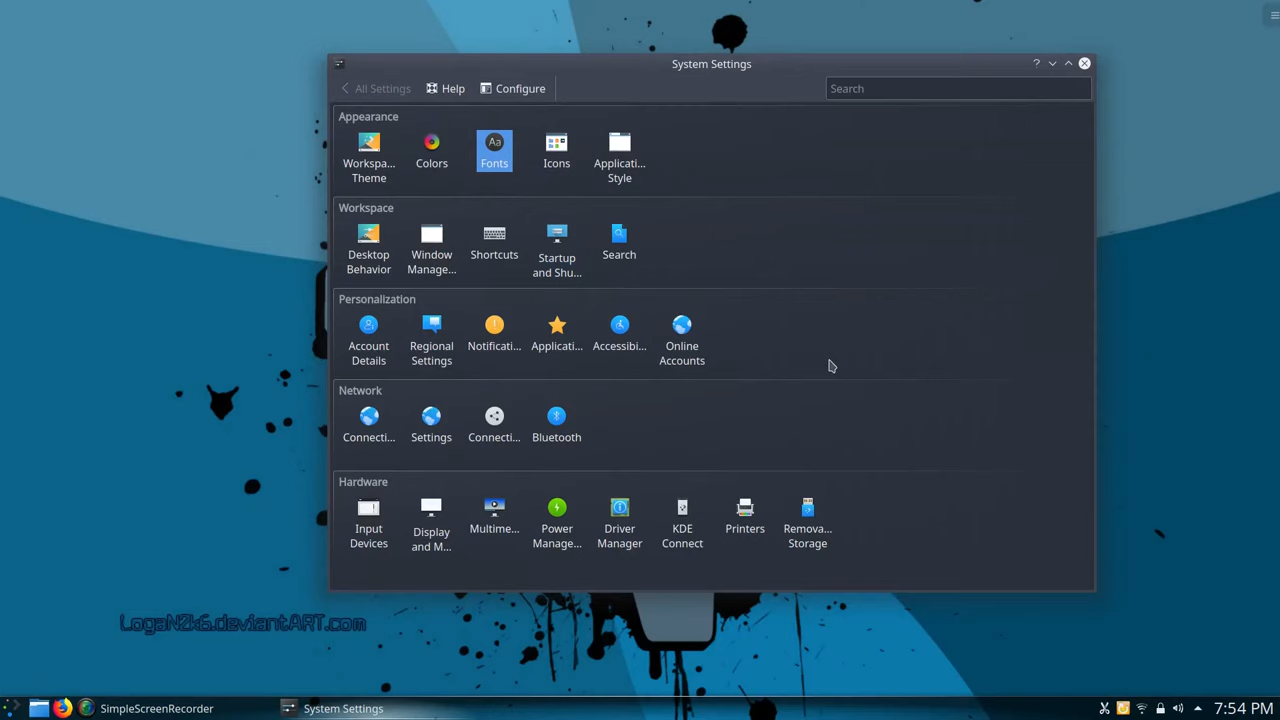 System Settings
All Settings Help Configure Search
Appearance
Workspa... Theme
Colors
Fonts
Icons
Applicati... Style
Workspace
Desktop Behavior
Window Manage...
Shortcuts
Startup and Shu...
Search
Personalization
Account Details
Regional Settings
Notificati...
Applicati...
Accessibi...
Online Accounts
Network
Connecti...
Settings
Connecti...
Bluetooth
Hardware
Input Devices
Display and M...
Multime...
Power Manage...
Driver Manager
KDE Connect
Printers
Remova... Storage
LogaN2k6.deviantART.com
SimpleScreenRecorder System Settings 7:54 PM